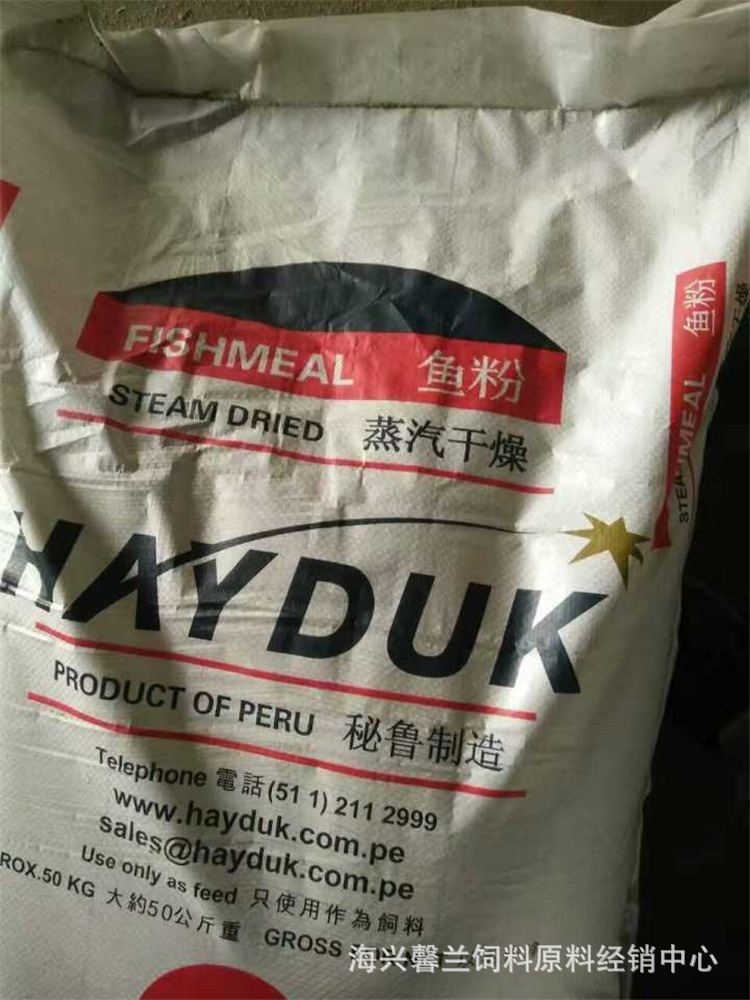 FISHMEAL 鱼粉
STEAM DRIED 蒸汽干燥
HAYDUK
PRODUCT OF PERU 秘鲁制造
Telephone 電話(51 1) 211 2999
www.hayduk.com.pe
sales@hayduk.com.pe
Use only as feed 只使用作為飼料
50 KG 大約50公斤重 GROSS
鱼粉
MEAL
干燥
海兴馨兰饲料原料经销中心